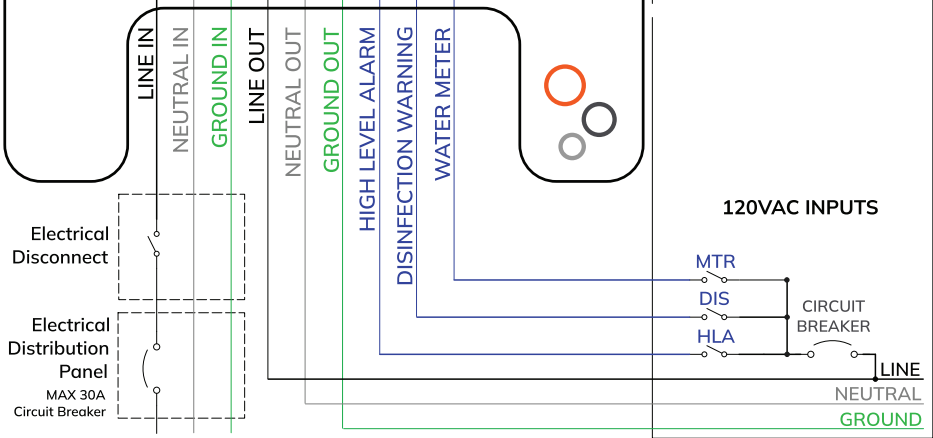 LINE IN
NEUTRAL IN
GROUND IN
LINE OUT
NEUTRAL OUT
GROUND OUT
HIGH LEVEL ALARM
DISINFECTION WARNING
WATER METER
120VAC INPUTS
Electrical
Disconnect
MTR
DIS
HLA
CIRCUIT
BREAKER
Electrical
Distribution
Panel
MAX 30A
Circuit Breaker
LINE
NEUTRAL
GROUND